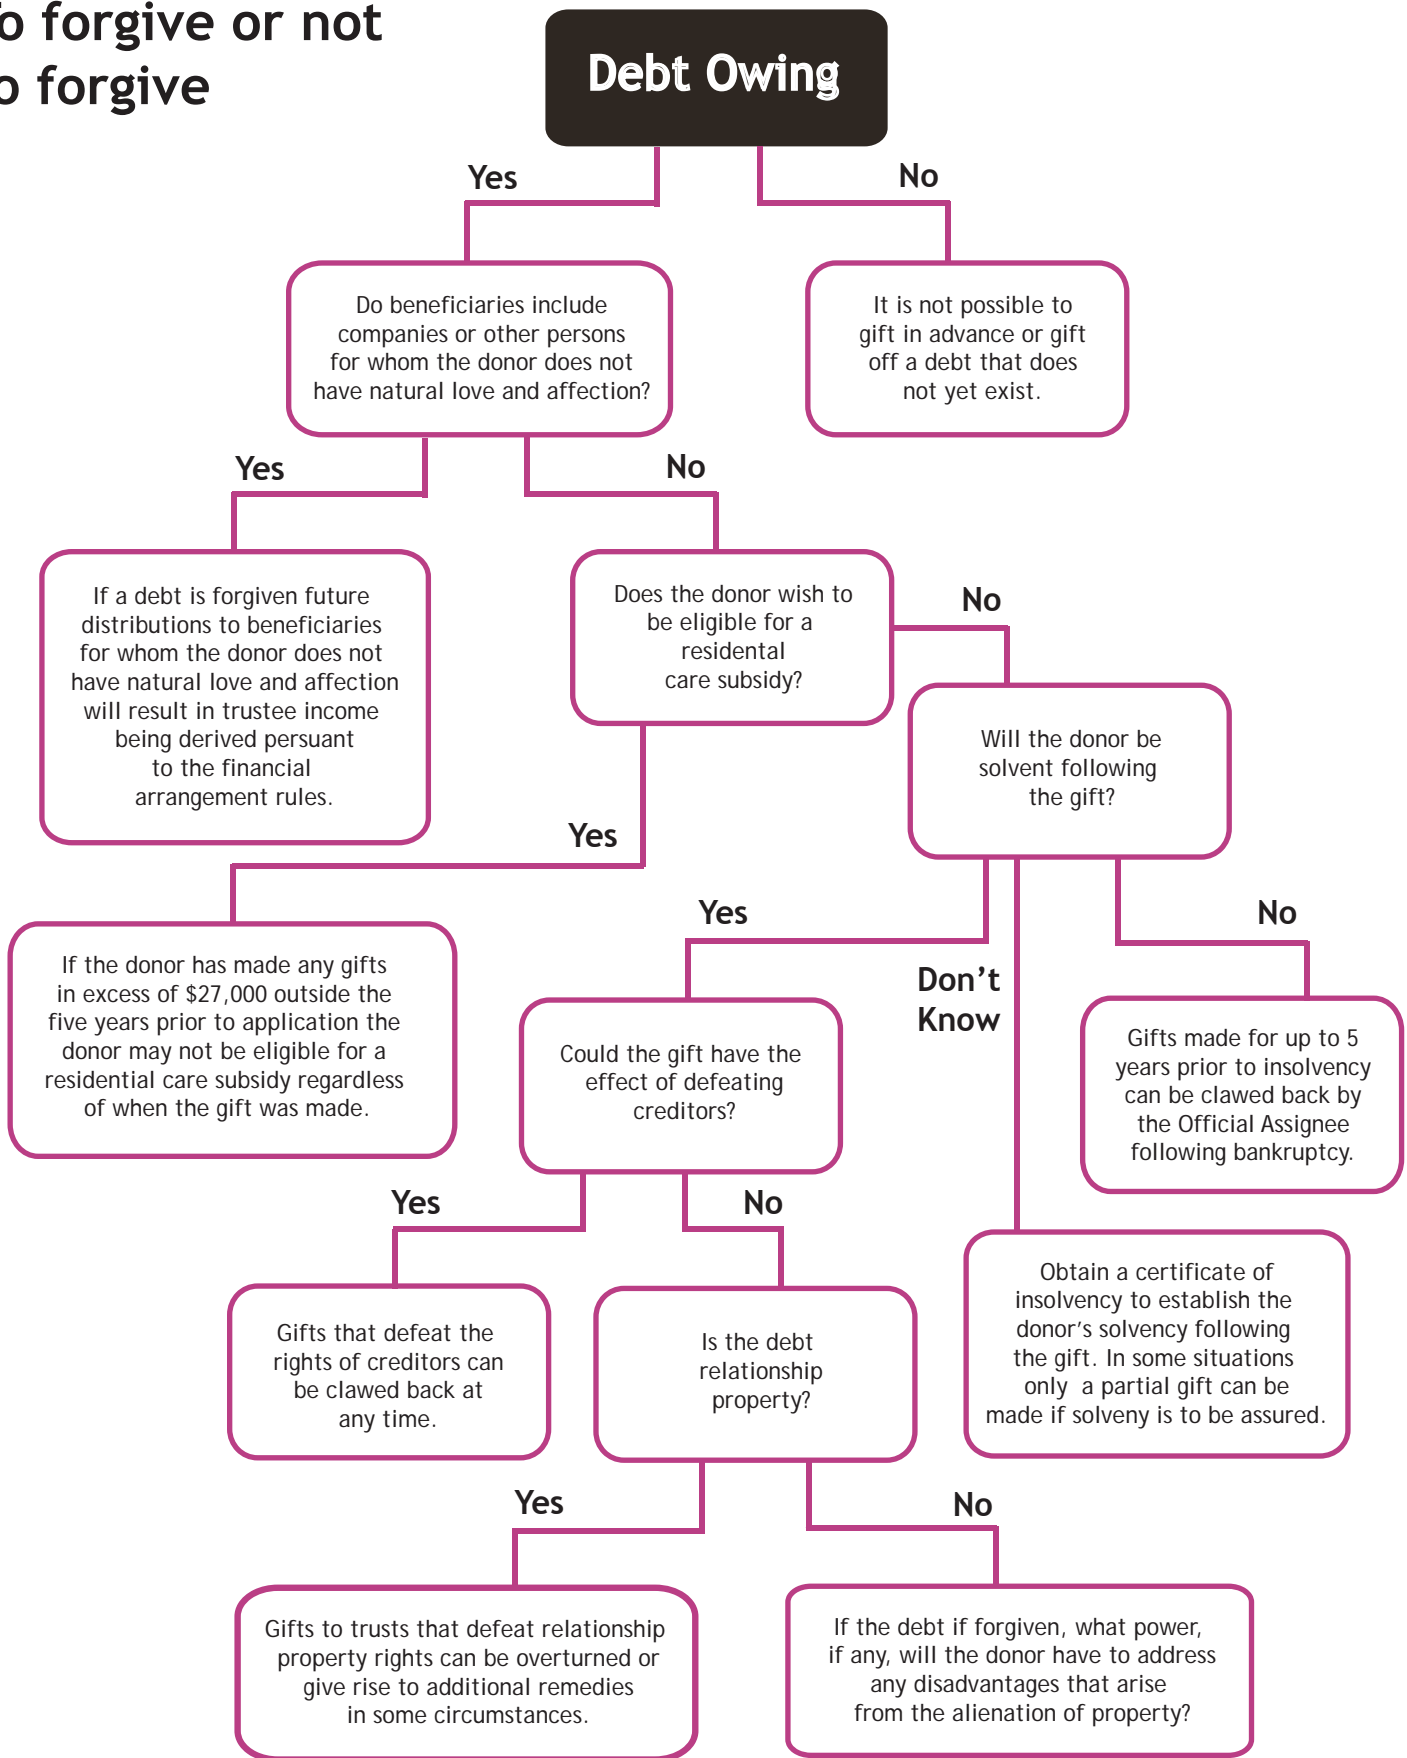 o forgive or not
o forgive
Debt Owing
Yes
No
Do beneficiaries include
companies or other persons
for whom the donor does not
have natural love and affection?
It is not possible to
gift in advance or gift
off a debt that does
not yet exist.
Yes
No
If a debt is forgiven future
distributions to beneficiaries
for whom the donor does not
have natural love and affection
will result in trustee income
being derived persuant
to the financial
arrangement rules.
Does the donor wish to
be eligible for a
residental
care subsidy?
No
Will the donor be
solvent following
the gift?
Yes
Yes
No
Don’t
Know
If the donor has made any gifts
in excess of $27,000 outside the
five years prior to application the
donor may not be eligible for a
residential care subsidy regardless
of when the gift was made.
Could the gift have the
effect of defeating
creditors?
Gifts made for up to 5
years prior to insolvency
can be clawed back by
the Official Assignee
following bankruptcy.
Yes
No
Gifts that defeat the
rights of creditors can
be clawed back at
any time.
Is the debt
relationship
property?
Obtain a certificate of
insolvency to establish the
donor’s solvency following
the gift. In some situations
only a partial gift can be
made if solveny is to be assured.
Yes
No
Gifts to trusts that defeat relationship
property rights can be overturned or
give rise to additional remedies
in some circumstances.
If the debt if forgiven, what power,
if any, will the donor have to address
any disadvantages that arise
from the alienation of property?